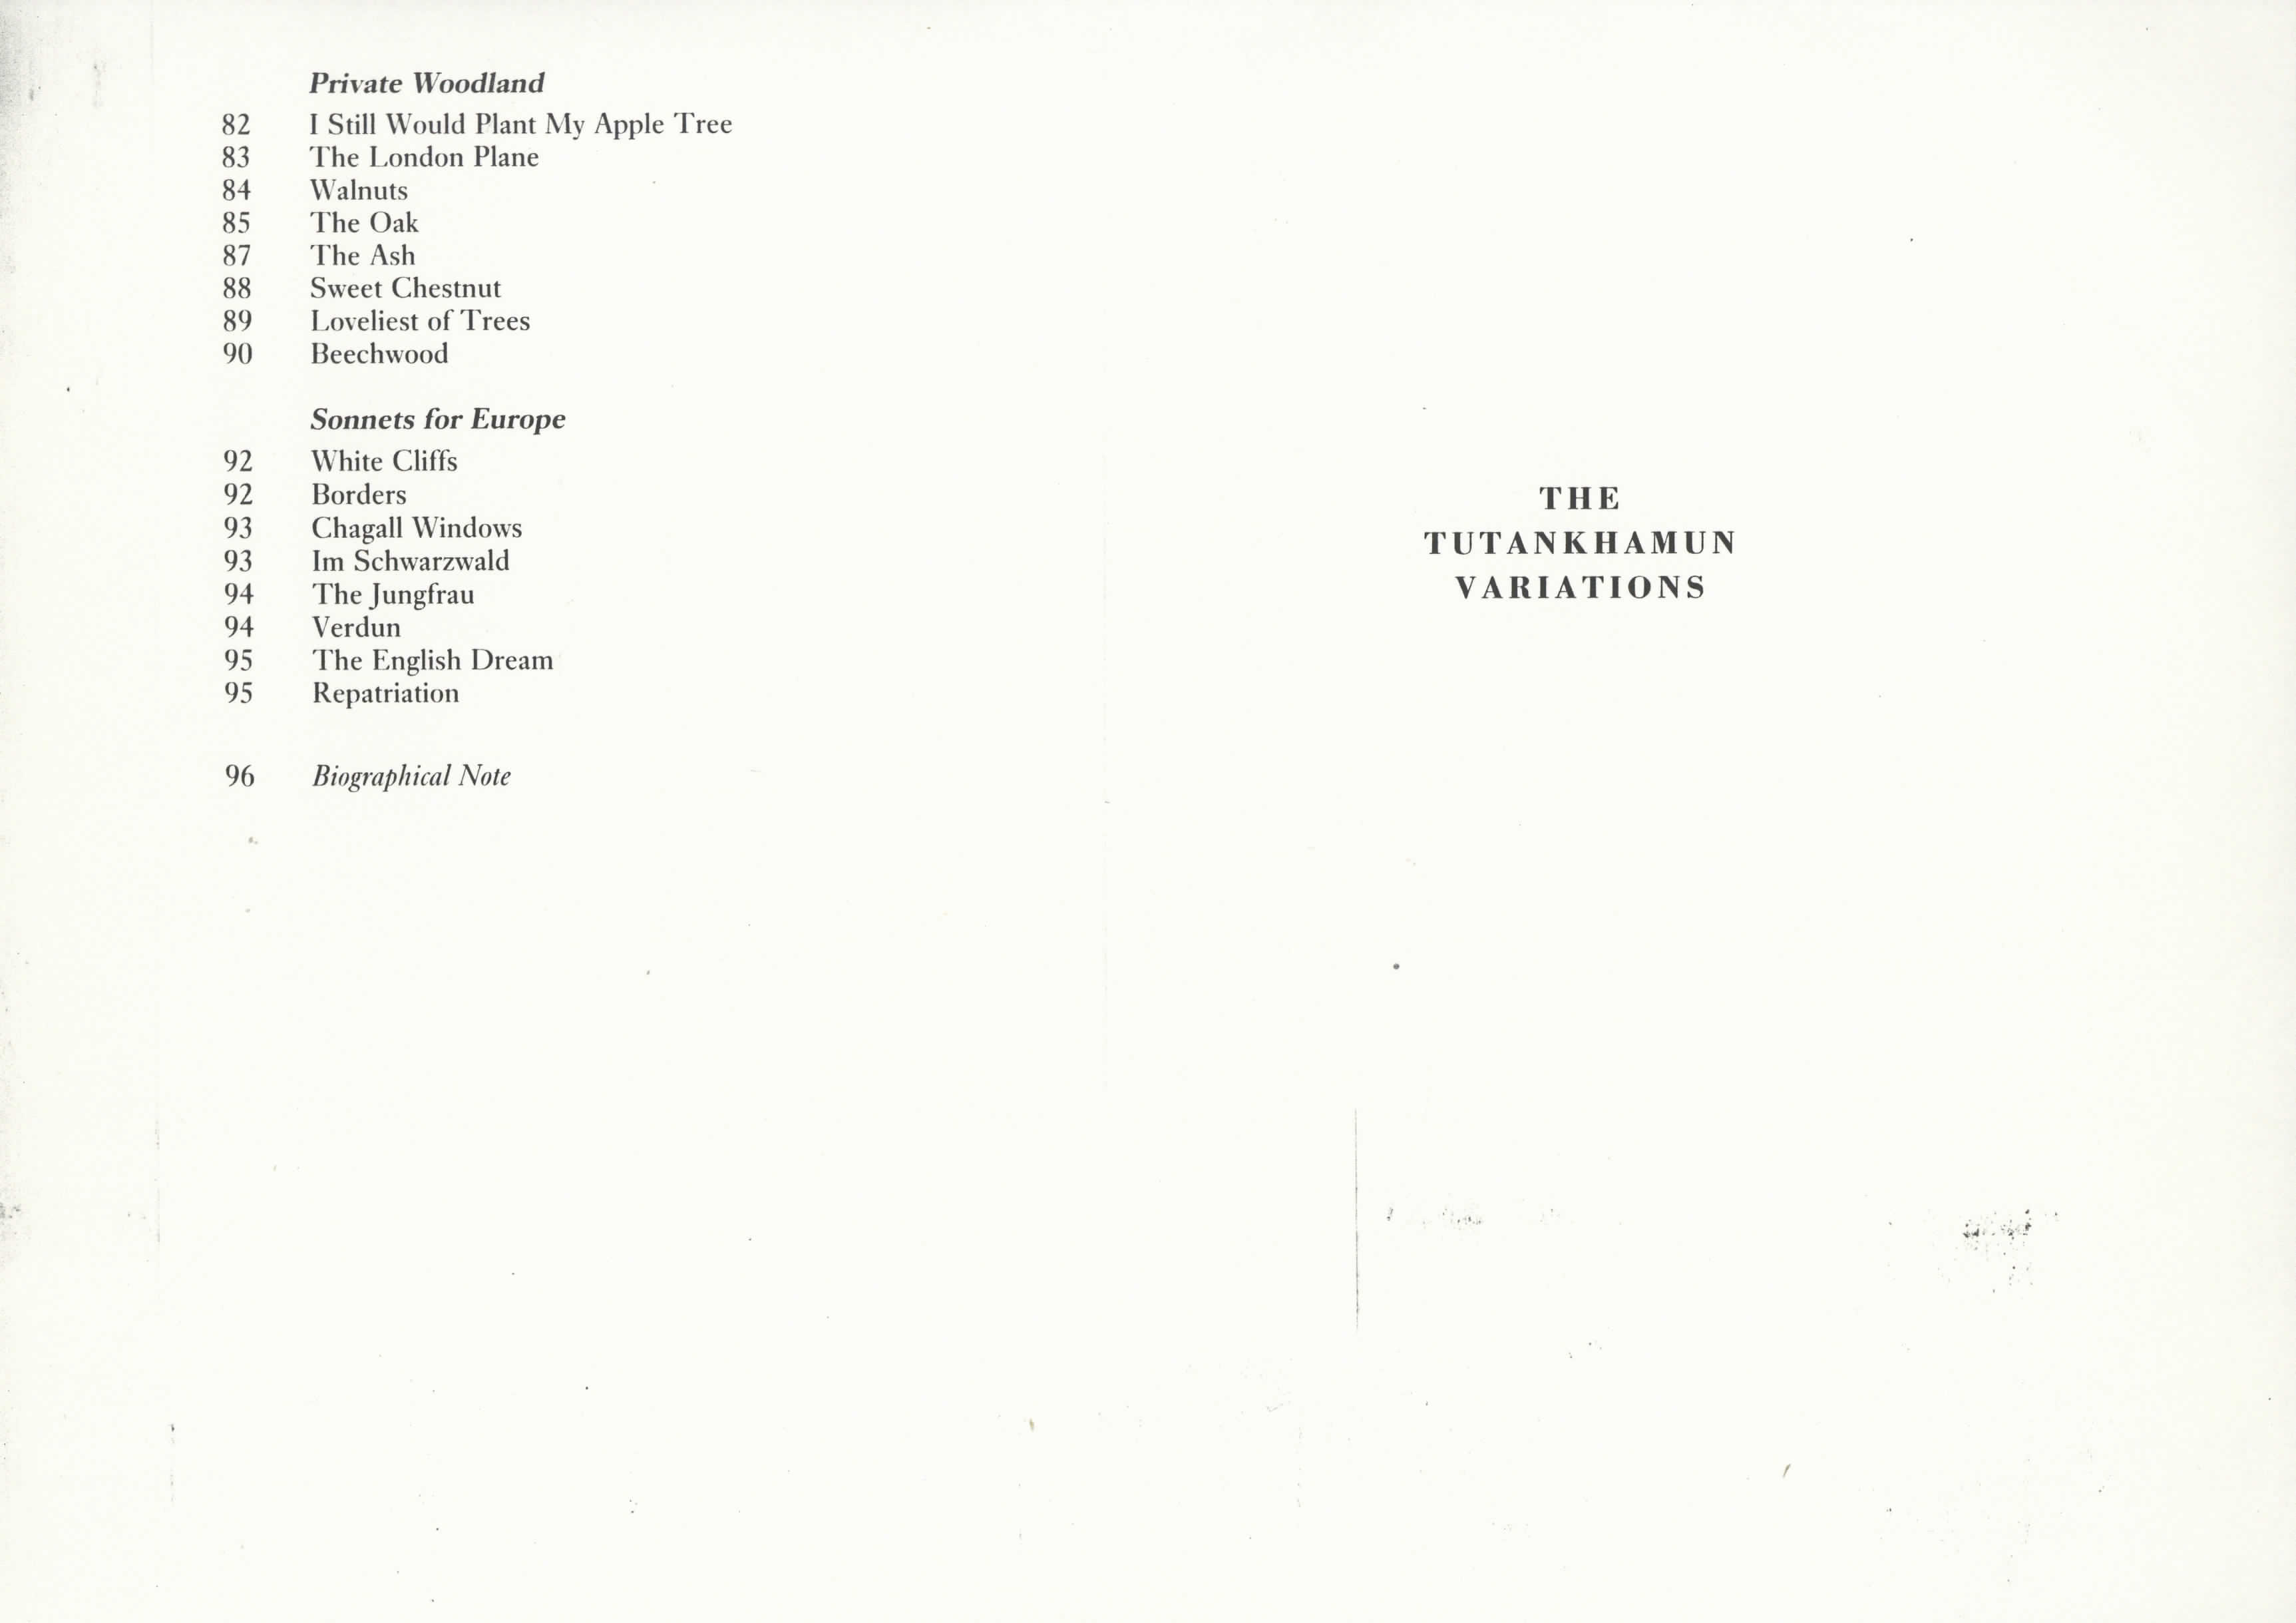 Private Woodland
82 I Still Would Plant My Apple Tree
83 The London Plane
84 Walnuts
85 The Oak
87 The Ash
88 Sweet Chestnut
89 Loveliest of Trees
90 Beechwood
Sonnets for Europe
92 White Cliffs
92 Borders
93 Chagall Windows
93 Im Schwarzwald
94 The Jungfrau
94 Verdun
95 The English Dream
95 Repatriation
96 Biographical Note
THE
TUTANKHAMUN
VARIATIONS